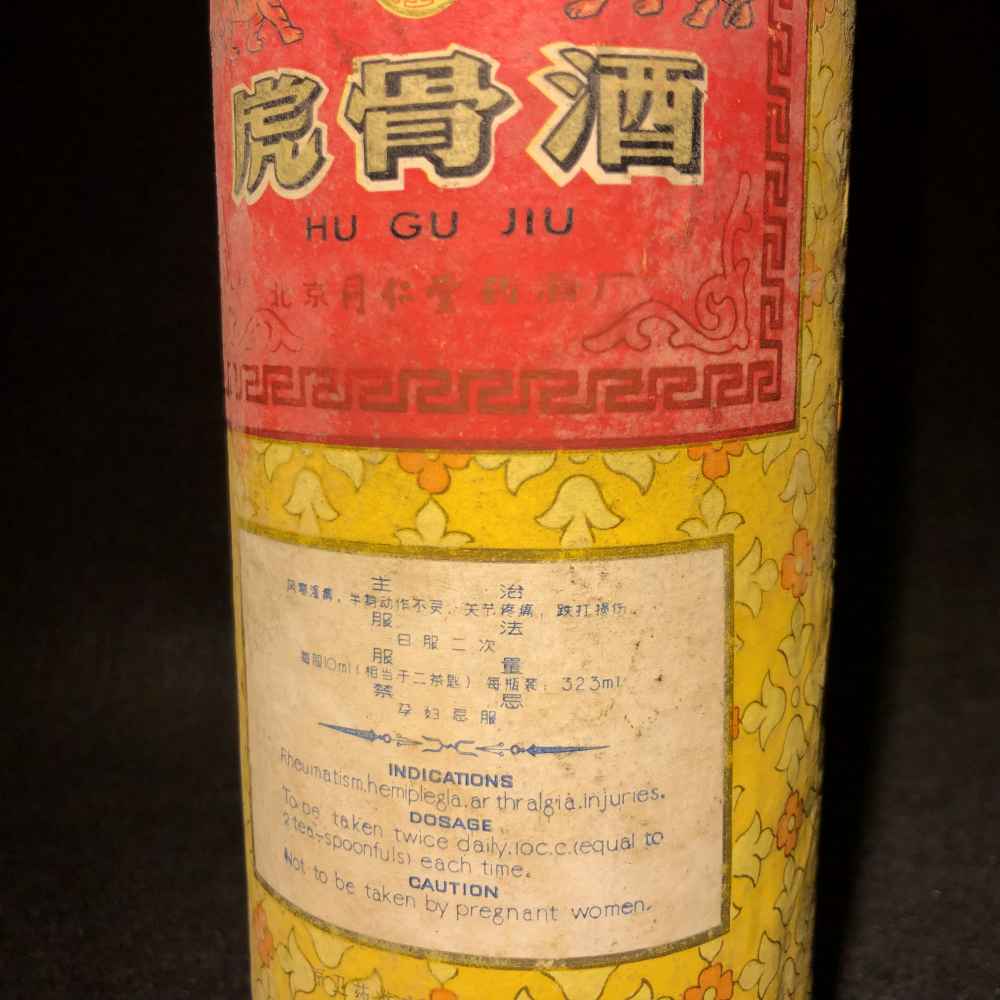 虎骨酒
HU GU JIU
北京同仁堂药酒厂
主治
风寒湿痹，半身动作不灵，关节疼痛，跌打损伤。
服法
日服二次
服量
每服10ml(相当于二茶匙) 每瓶装：323ml
禁忌
孕妇忌服
INDICATIONS
Rheumatism.hemiplegla.ar thralgia.injuries.
DOSAGE
To be taken twice daily.10c.c.(equal to
2tea-spoonfuls) each time.
CAUTION
Not to be taken by pregnant women.